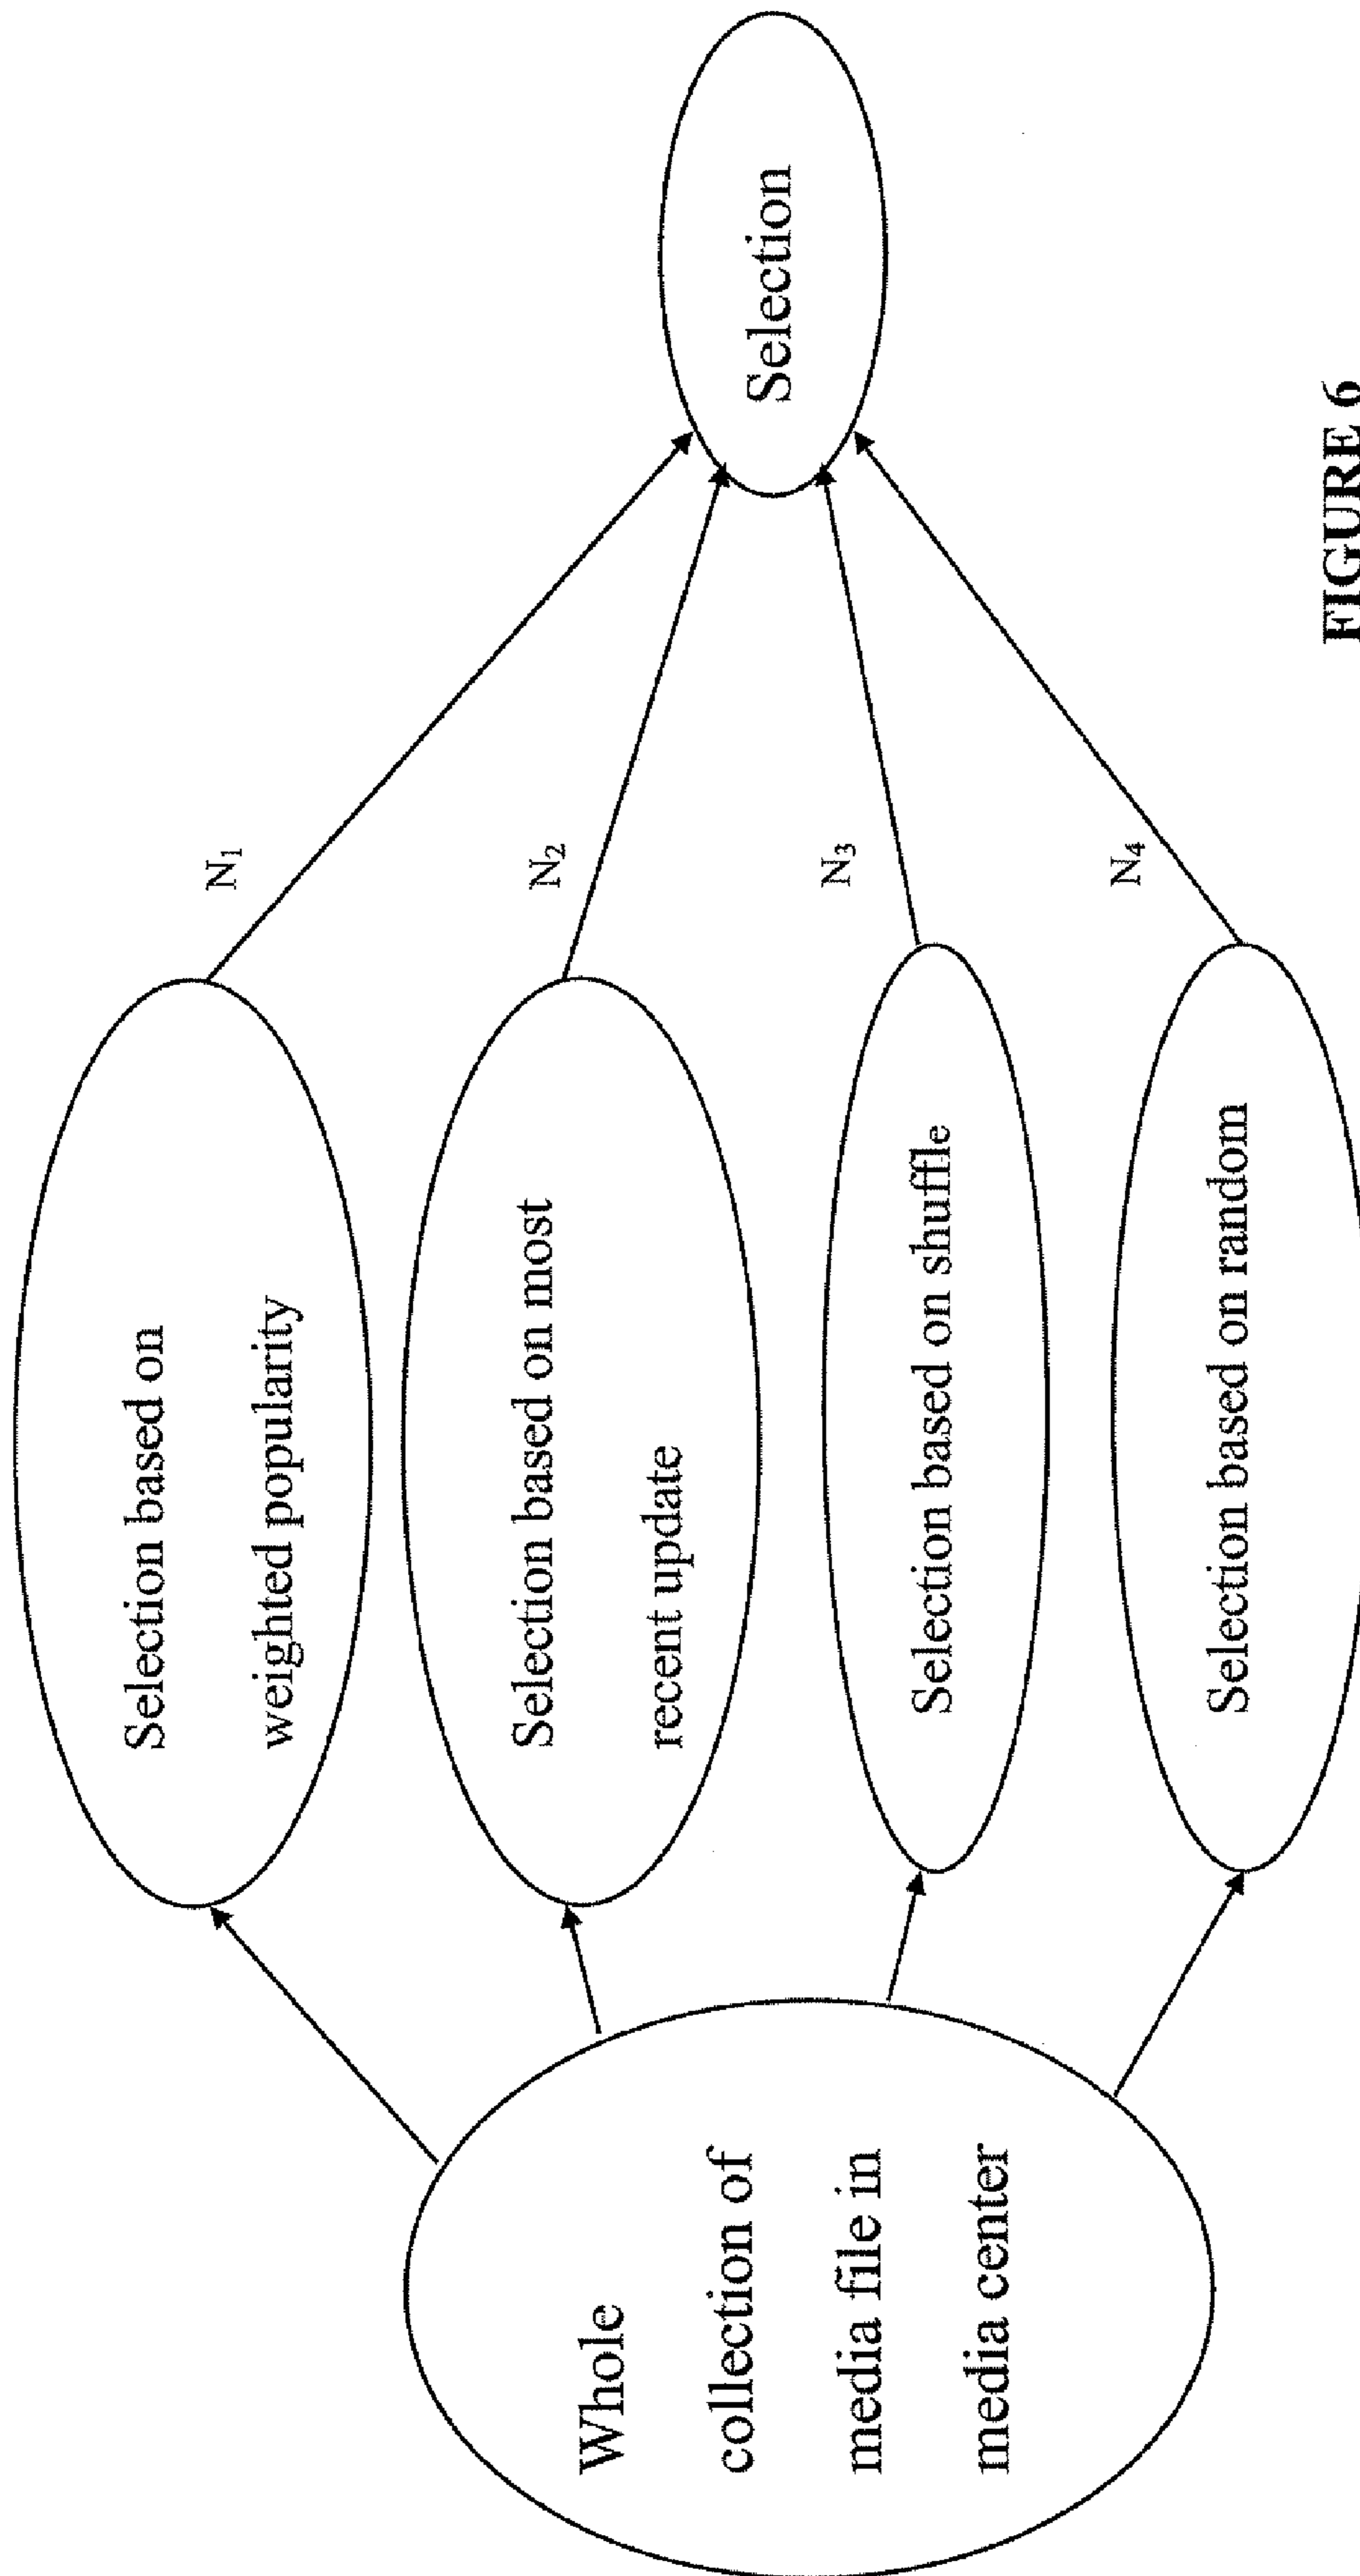 Whole
collection of
media file in
media center
Selection based on
weighted popularity
Selection based on most
recent update
Selection based on shuffle
Selection based on random
N₁
N₂
N₃
N₄
Selection
FIGURE 6